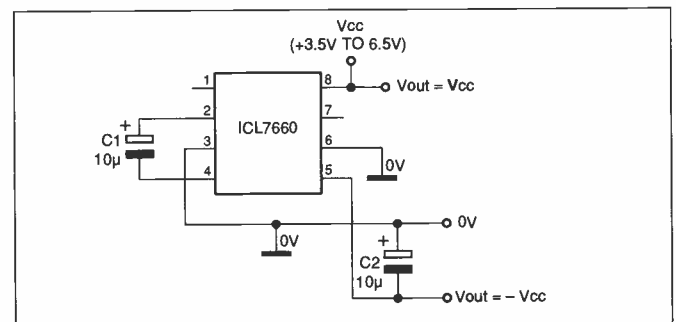 Vcc
(+3.5V TO 6.5V)
1
8
Vout = Vcc
2
7
ICL7660
C1
+
10µ
3
6
0V
4
5
0V
0V
+
C2
10µ
Vout = – Vcc